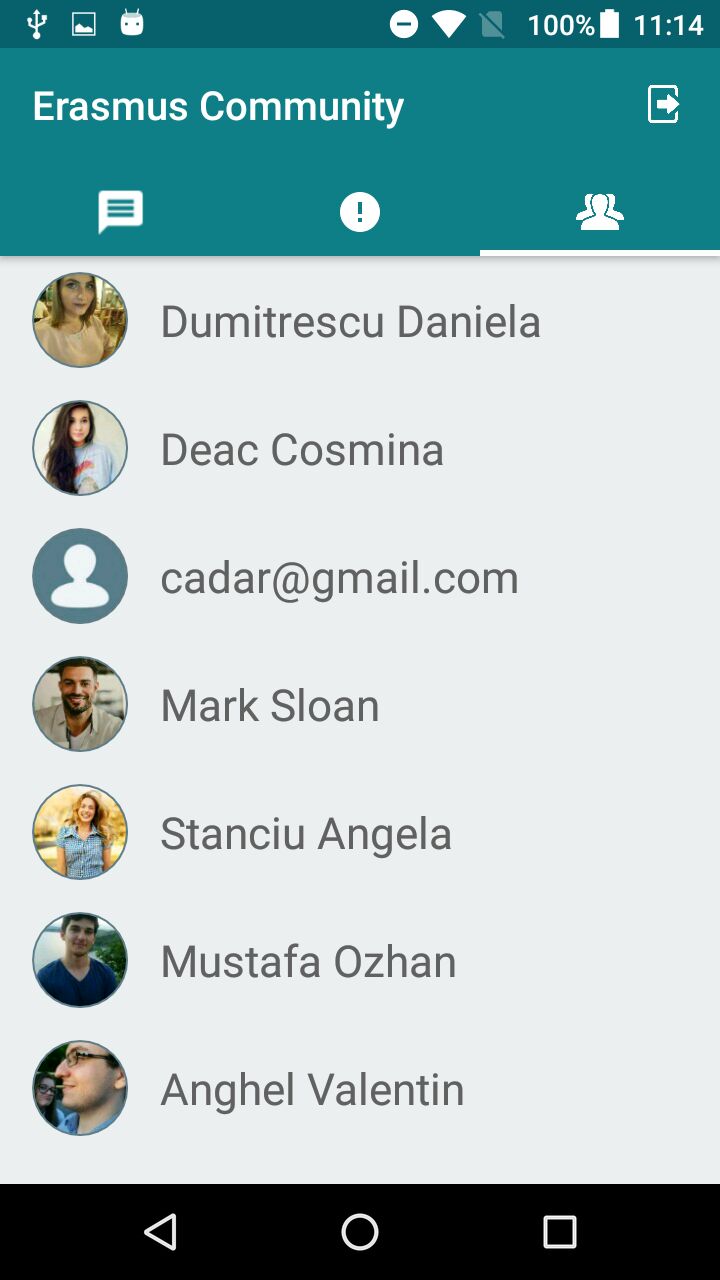 100% 11:14
Erasmus Community
Dumitrescu Daniela
Deac Cosmina
cadar@gmail.com
Mark Sloan
Stanciu Angela
Mustafa Ozhan
Anghel Valentin